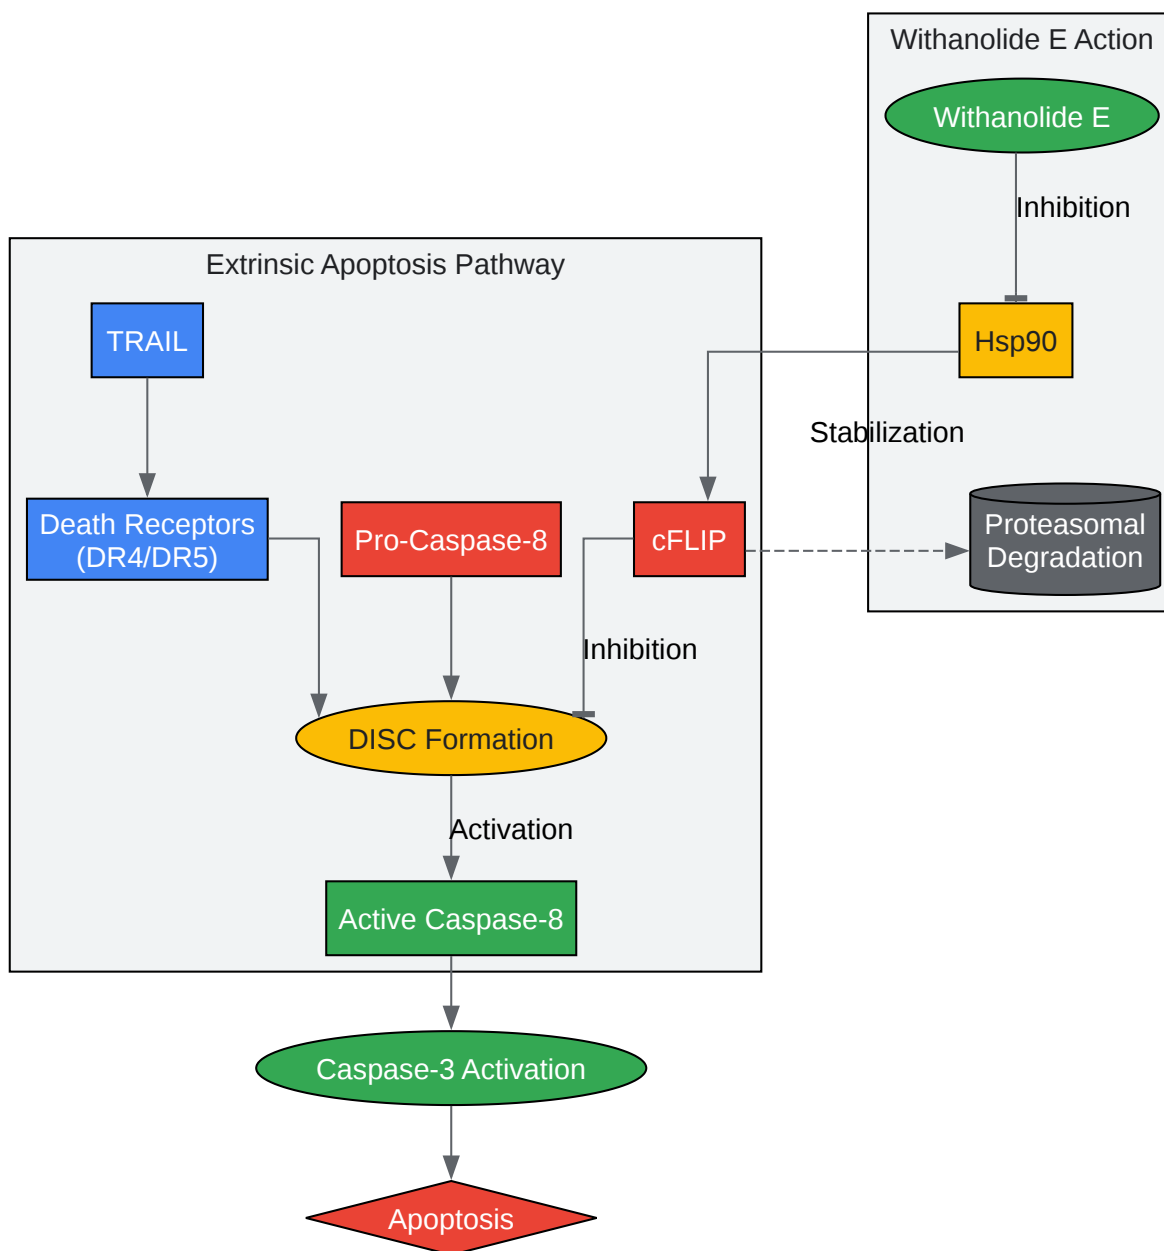 Withanolide E Action
Withanolide E
Inhibition
Extrinsic Apoptosis Pathway
TRAIL
Hsp90
Stabilization
Death Receptors
(DR4/DR5)
Pro-Caspase-8
cFLIP
Proteasomal
Degradation
Inhibition
DISC Formation
Activation
Active Caspase-8
Caspase-3 Activation
Apoptosis